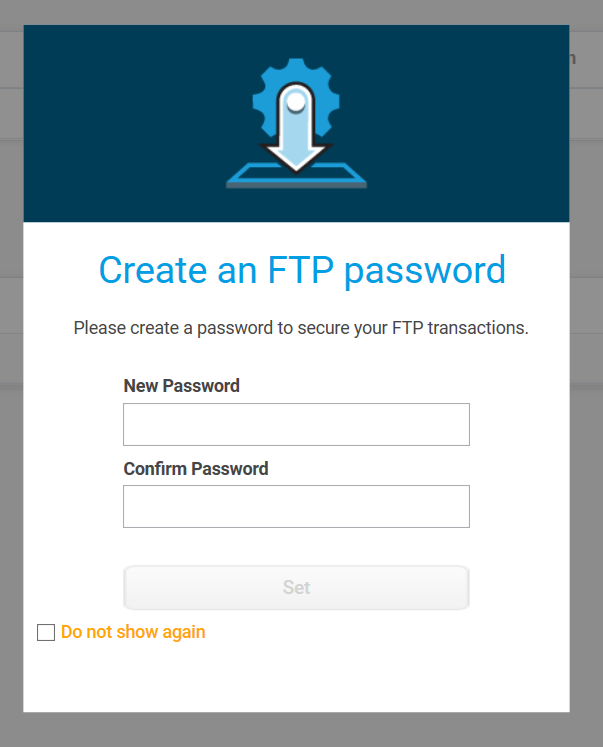 Create an FTP password
Please create a password to secure your FTP transactions.
New Password
Confirm Password
Set
Do not show again